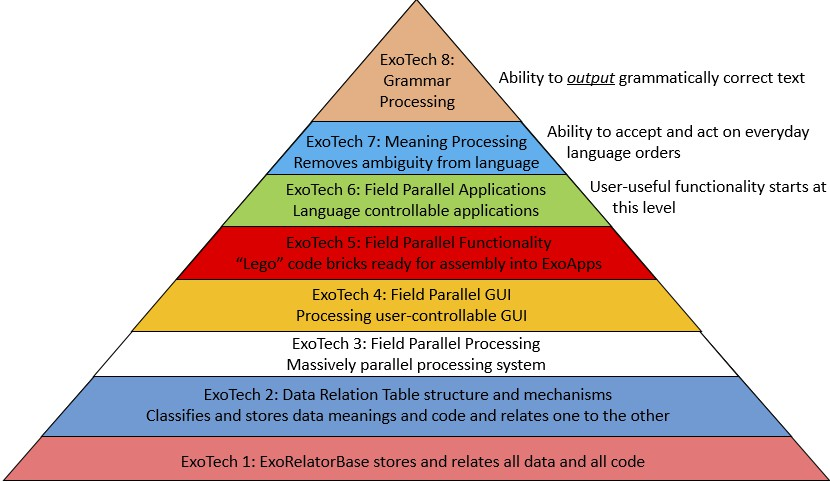 ExoTech 8:
Grammar
Processing
Ability to output grammatically correct text
ExoTech 7: Meaning Processing
Removes ambiguity from language
Ability to accept and act on everyday
language orders
ExoTech 6: Field Parallel Applications
Language controllable applications
User-useful functionality starts at
this level
ExoTech 5: Field Parallel Functionality
“Lego” code bricks ready for assembly into ExoApps
ExoTech 4: Field Parallel GUI
Processing user-controllable GUI
ExoTech 3: Field Parallel Processing
Massively parallel processing system
ExoTech 2: Data Relation Table structure and mechanisms
Classifies and stores data meanings and code and relates one to the other
ExoTech 1: ExoRelatorBase stores and relates all data and all code